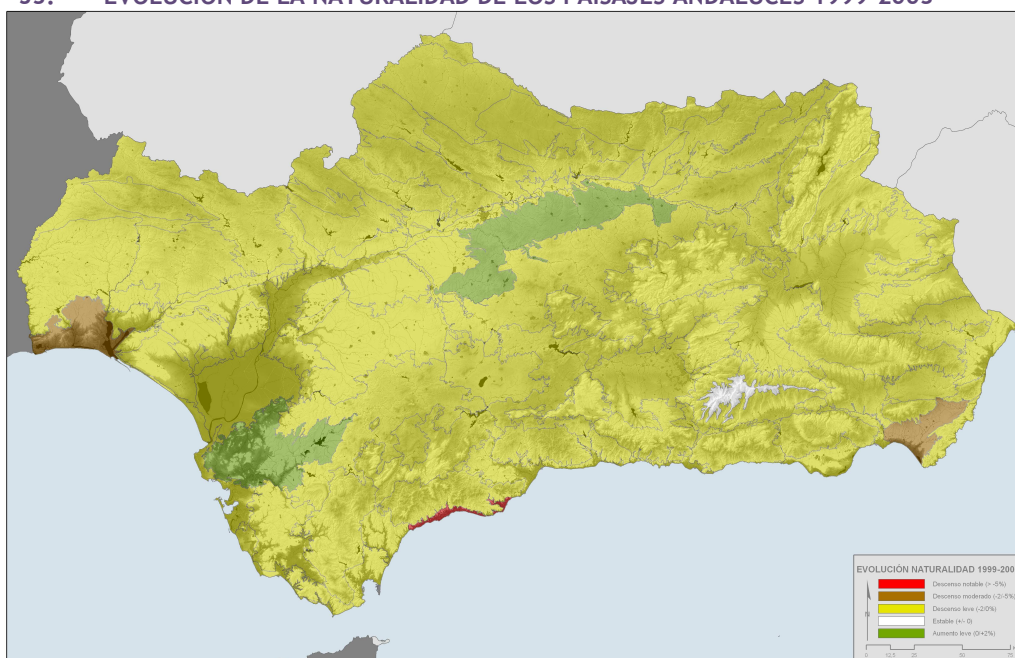 EVOLUCIÓN DE LA NATURALIDAD DE LOS PAISAJES ANDALUCES 1999-2003
EVOLUCIÓN NATURALIDAD 1999-200
Descenso notable (> -5%)
Descenso moderado (-2/-5%)
Descenso leve (-2/0%)
Estable (+/- 0)
Aumento leve (0/+2%)
N
0 12,5 25 50 75